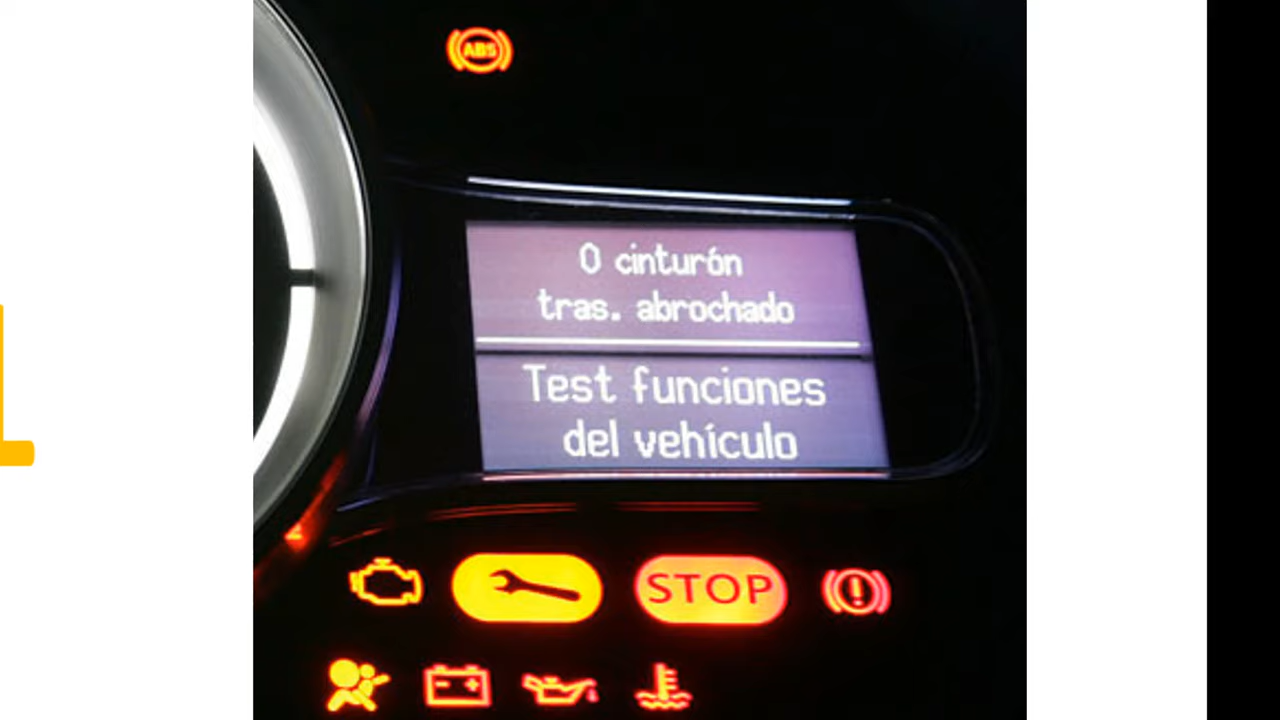 ABS
0 cinturón
tras. abrochado
Test funciones
del vehículo
STOP